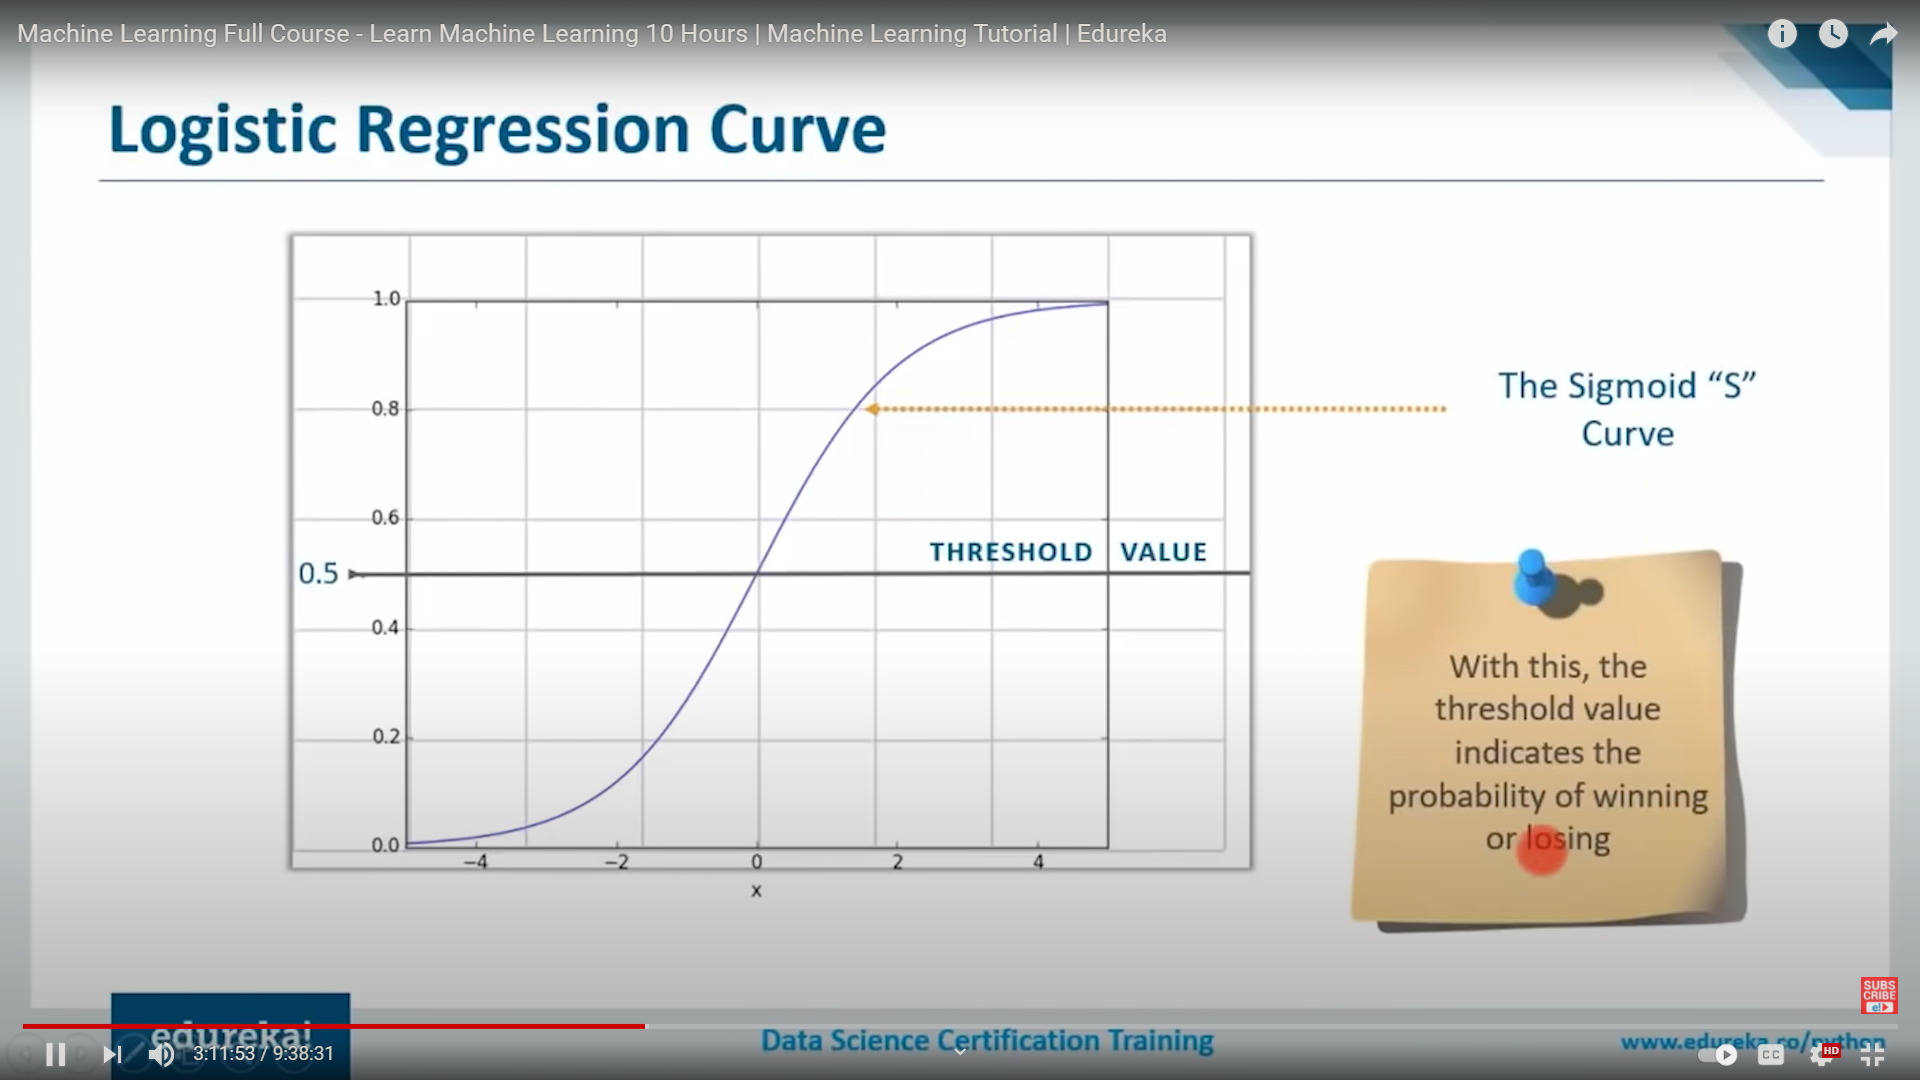 Machine Learning Full Course - Learn Machine Learning 10 Hours | Machine Learning Tutorial | Edureka
Logistic Regression Curve
1.0
0.8
0.6
0.5
0.4
0.2
0.0
THRESHOLD VALUE
−4 −2 0 2 4
x
The Sigmoid “S”
Curve
With this, the
threshold value
indicates the
probability of winning
or losing
SUBS
CRIBE
e!
edureka!
Data Science Certification Training
www.edureka.co/python
3:11:53 / 9:38:31
CC
HD